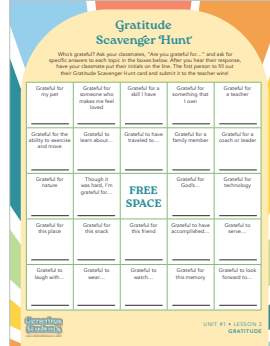 Gratitude
Scavenger Hunt
Who's grateful? Ask your classmates, "Are you grateful for..." and ask for
specific answers to each topic in the boxes below. After you hear their response,
have your classmate put their initials on the line. The first person to fill out
their Gratitude Scavenger Hunt card and submit it to the teacher wins!
Grateful for
my pet
Grateful for
someone who
makes me feel
loved
Grateful for a
skill I have
Grateful for
something that
I own
Grateful for
a teacher
Grateful for the
ability to exercise
and move
Grateful to
learn about...
Grateful to have
traveled to...
Grateful for a
family member
Grateful for a
coach or leader
Grateful for
nature
Though it
was hard, I'm
grateful for...
FREE
SPACE
Grateful for
God's...
Grateful for
technology
Grateful for
this place
Grateful for
this snack
Grateful for
this friend
Grateful to have
accomplished...
Grateful to
serve...
Grateful to
laugh with...
Grateful to
wear...
Grateful to
watch...
Grateful for
this memory
Grateful to look
forward to...
Students
UNIT #1 • LESSON 3
GRATITUDE